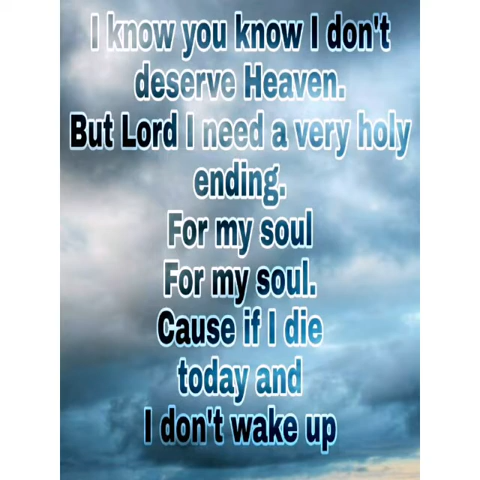 I know you know I don't
deserve Heaven.
But Lord I need a very holy
ending.
For my soul
For my soul.
Cause if I die
today and
I don't wake up